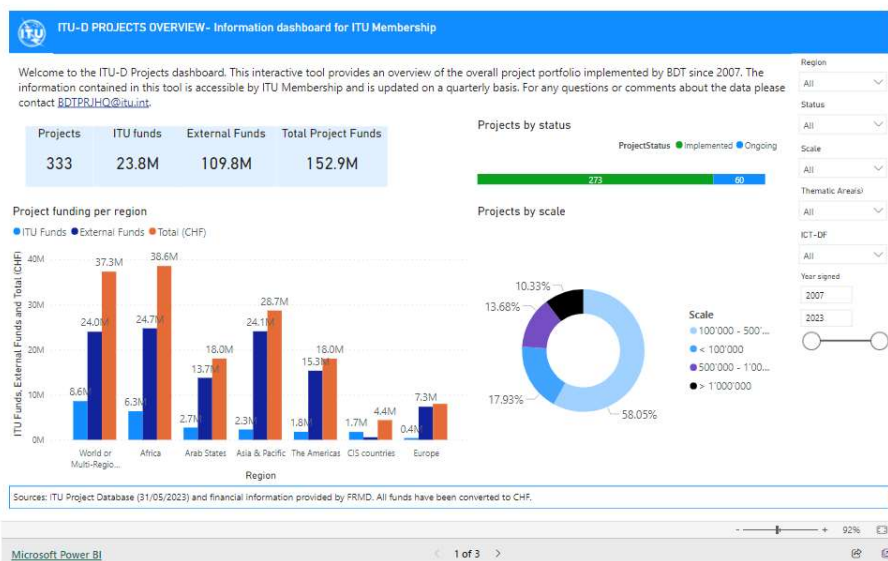 ITU-D PROJECTS OVERVIEW- Information dashboard for ITU Membership
Welcome to the ITU-D Projects dashboard. This interactive tool provides an overview of the overall project portfolio implemented by BDT since 2007. The
information contained in this tool is accessible by ITU Membership and is updated on a quarterly basis. For any questions or comments about the data please
contact BDTPRJHQ@itu.int.
Projects ITU funds External Funds Total Project Funds
333 23.8M 109.8M 152.9M
Projects by status
ProjectStatus Implemented Ongoing
273 60
Project funding per region
ITU Funds External Funds Total (CHF)
ITU Funds, External Funds and Total (CHF)
40M
30M
20M
10M
0M
8.6M 24.0M 37.3M
6.3M 24.7M 38.6M
2.7M 13.7M 18.0M
2.3M 24.1M 28.7M
1.8M 15.3M 18.0M
1.7M 4.4M
0.4M 7.3M
World or
Multi-Regio...
Africa
Arab States
Asia & Pacific
The Americas
CIS countries
Europe
Region
Projects by scale
10.33%
13.68%
17.93%
58.05%
Scale
100'000 - 500'...
< 100'000
500'000 - 1'00...
> 1'000'000
Region
All
Status
All
Scale
All
Thematic Area(s)
All
ICT-DF
All
Year signed
2007
2023
Sources: ITU Project Database (31/05/2023) and financial information provided by FRMD. All funds have been converted to CHF.
- + 92%
Microsoft Power BI
< 1 of 3 >